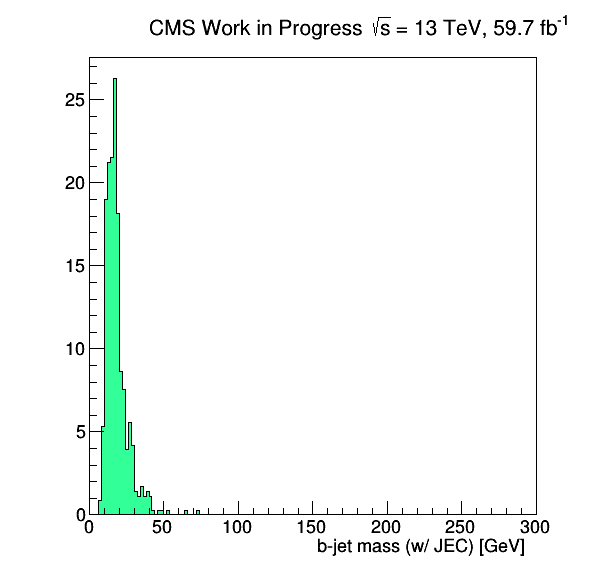 CMS Work in Progress √s = 13 TeV, 59.7 fb⁻¹
25
20
15
10
5
0
0 50 100 150 200 250 300
b-jet mass (w/ JEC) [GeV]